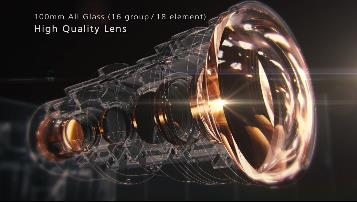 100mm All Glass (16 group/18 element)
High Quality Lens